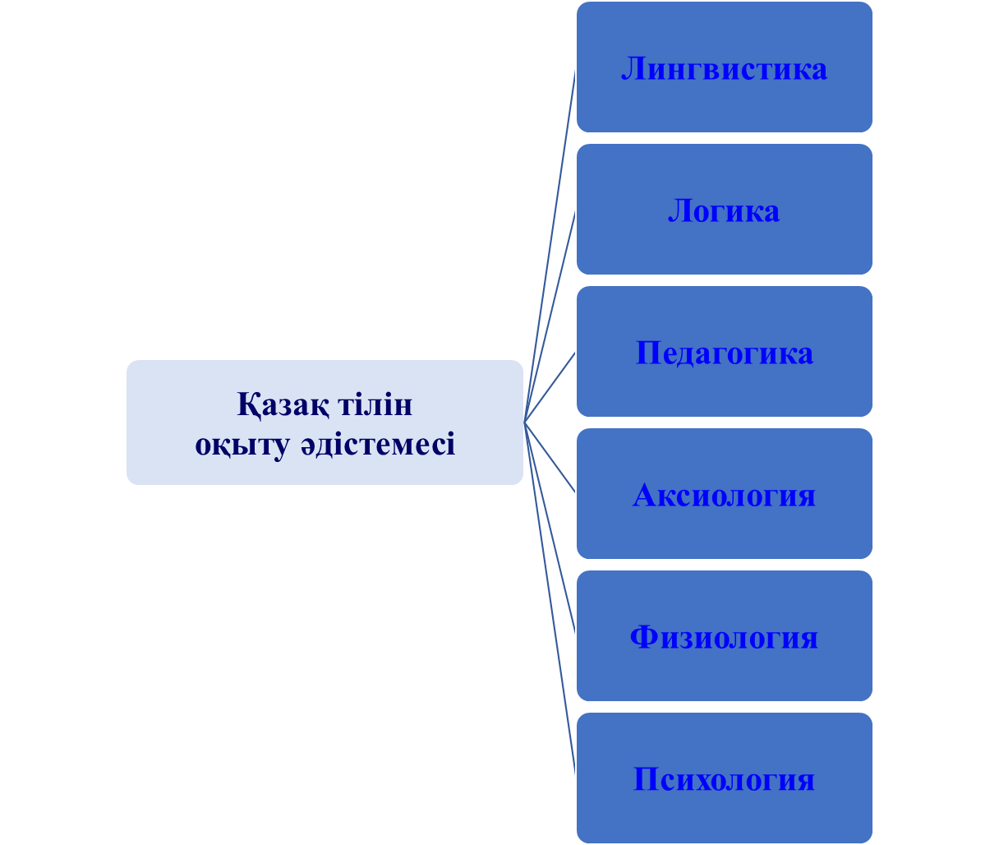 Лингвистика
Логика
Педагогика
Қазақ тілін
оқыту әдістемесі
Аксиология
Физиология
Психология